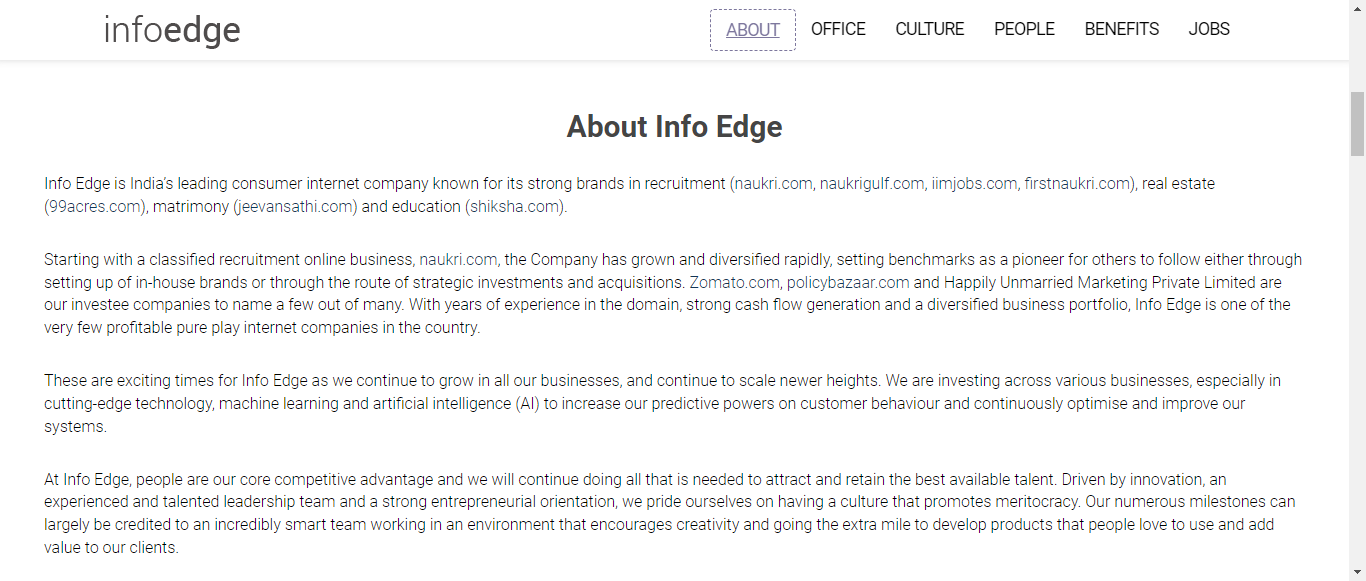 infoedge
ABOUT OFFICE CULTURE PEOPLE BENEFITS JOBS
About Info Edge
Info Edge is India's leading consumer internet company known for its strong brands in recruitment (naukri.com, naukrigulf.com, iimjobs.com, firstnaukri.com), real estate
(99acres.com), matrimony (jeevansathi.com) and education (shiksha.com).
Starting with a classified recruitment online business, naukri.com, the Company has grown and diversified rapidly, setting benchmarks as a pioneer for others to follow either through
setting up of in-house brands or through the route of strategic investments and acquisitions. Zomato.com, policybazaar.com and Happily Unmarried Marketing Private Limited are
our investee companies to name a few out of many. With years of experience in the domain, strong cash flow generation and a diversified business portfolio, Info Edge is one of the
very few profitable pure play internet companies in the country.
These are exciting times for Info Edge as we continue to grow in all our businesses, and continue to scale newer heights. We are investing across various businesses, especially in
cutting-edge technology, machine learning and artificial intelligence (AI) to increase our predictive powers on customer behaviour and continuously optimise and improve our
systems.
At Info Edge, people are our core competitive advantage and we will continue doing all that is needed to attract and retain the best available talent. Driven by innovation, an
experienced and talented leadership team and a strong entrepreneurial orientation, we pride ourselves on having a culture that promotes meritocracy. Our numerous milestones can
largely be credited to an incredibly smart team working in an environment that encourages creativity and going the extra mile to develop products that people love to use and add
value to our clients.